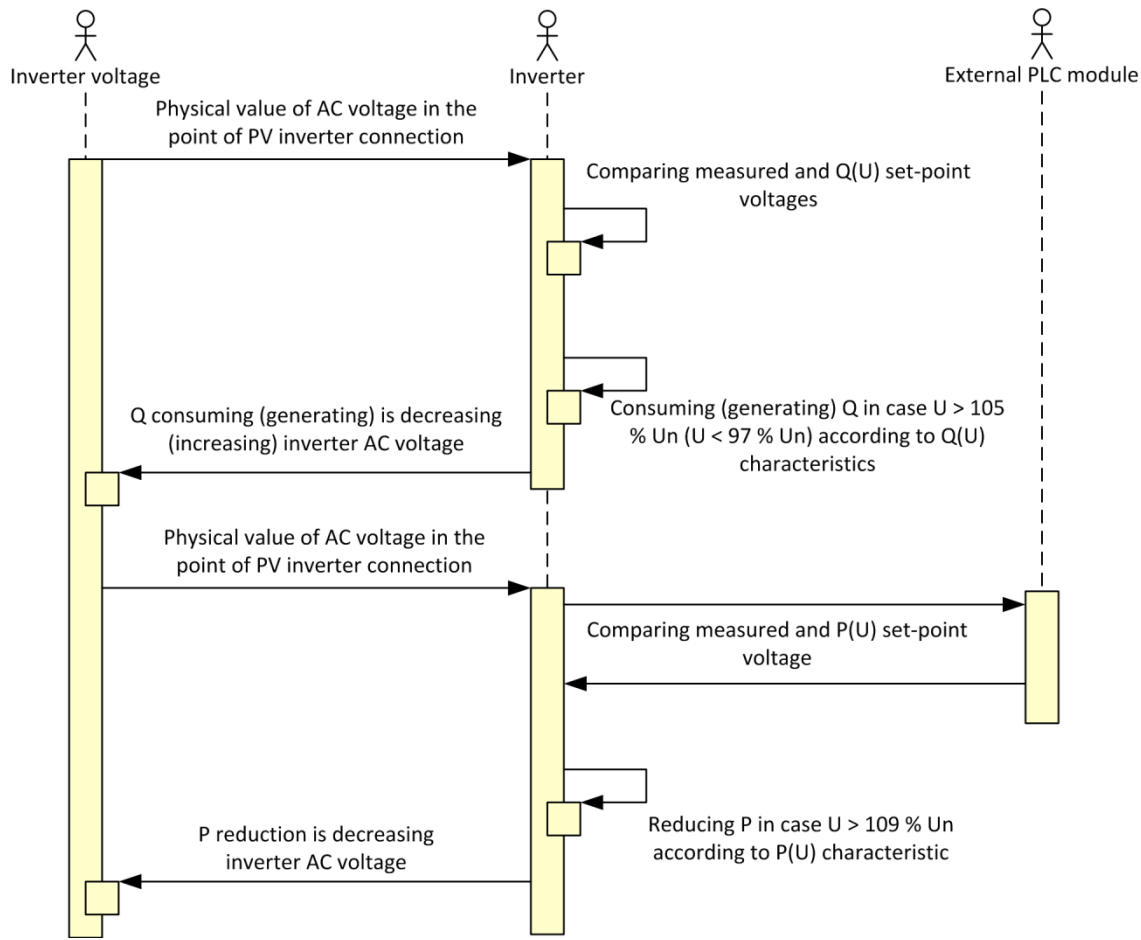 Inverter voltage
Inverter
External PLC module
Physical value of AC voltage in the
point of PV inverter connection
Comparing measured and Q(U) set-point
voltages
Q consuming (generating) is decreasing
(increasing) inverter AC voltage
Consuming (generating) Q in case U > 105
% Un (U < 97 % Un) according to Q(U)
characteristics
Physical value of AC voltage in the
point of PV inverter connection
Comparing measured and P(U) set-point
voltage
P reduction is decreasing
inverter AC voltage
Reducing P in case U > 109 % Un
according to P(U) characteristic